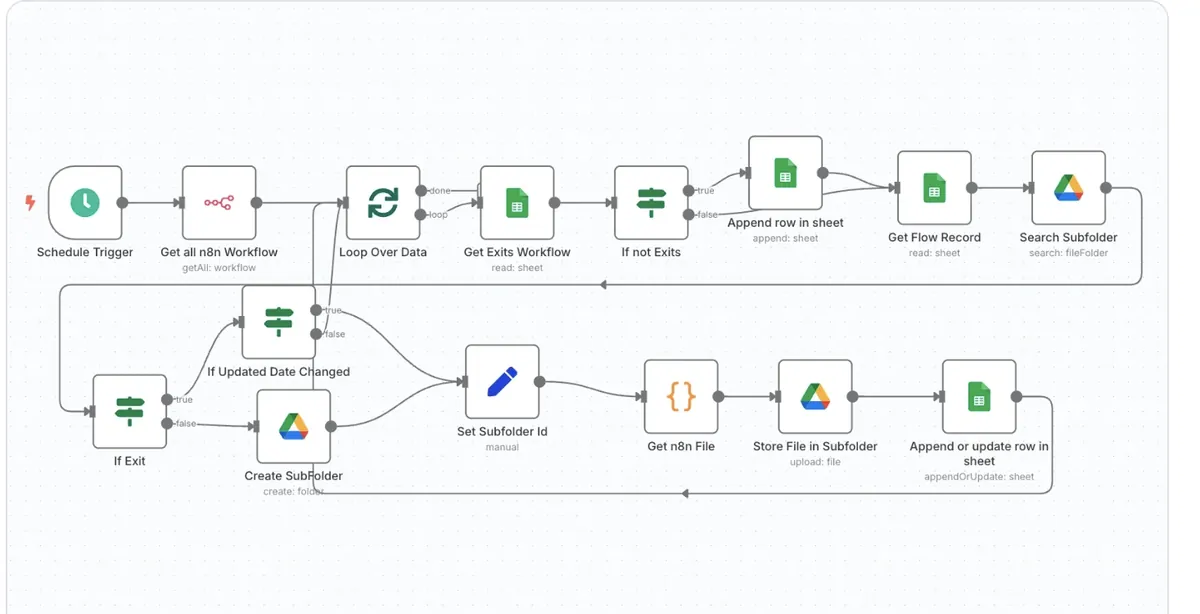 done
loop
true
false
Append row in sheet
append: sheet
Schedule Trigger
Get all n8n Workflow
getAll: workflow
Loop Over Data
Get Exits Workflow
read: sheet
If not Exits
Get Flow Record
read: sheet
Search Subfolder
search: fileFolder
true
false
If Updated Date Changed
true
false
If Exit
Create SubFolder
create: folder
Set Subfolder Id
manual
Get n8n File
Store File in Subfolder
upload: file
Append or update row in
sheet
appendOrUpdate: sheet